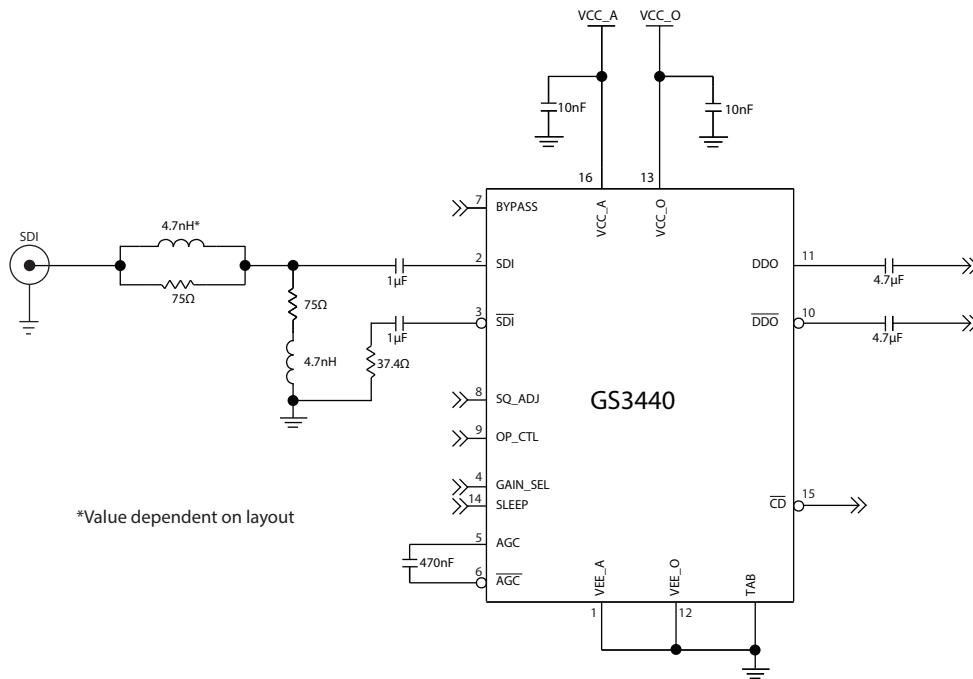 VCC_A
VCC_O
10nF
10nF
16
13
7
BYPASS
VCC_A
VCC_O
4.7nH*
SDI
75Ω
2
SDI
1μF
DDO
11
4.7μF
75Ω
3
SDI
1μF
DDO
10
4.7μF
4.7nH
37.4Ω
8
SQ_ADJ
GS3440
9
OP_CTL
4
GAIN_SEL
14
SLEEP
CD
15
*Value dependent on layout
5
AGC
470nF
6
AGC
VEE_A
VEE_O
TAB
1
12